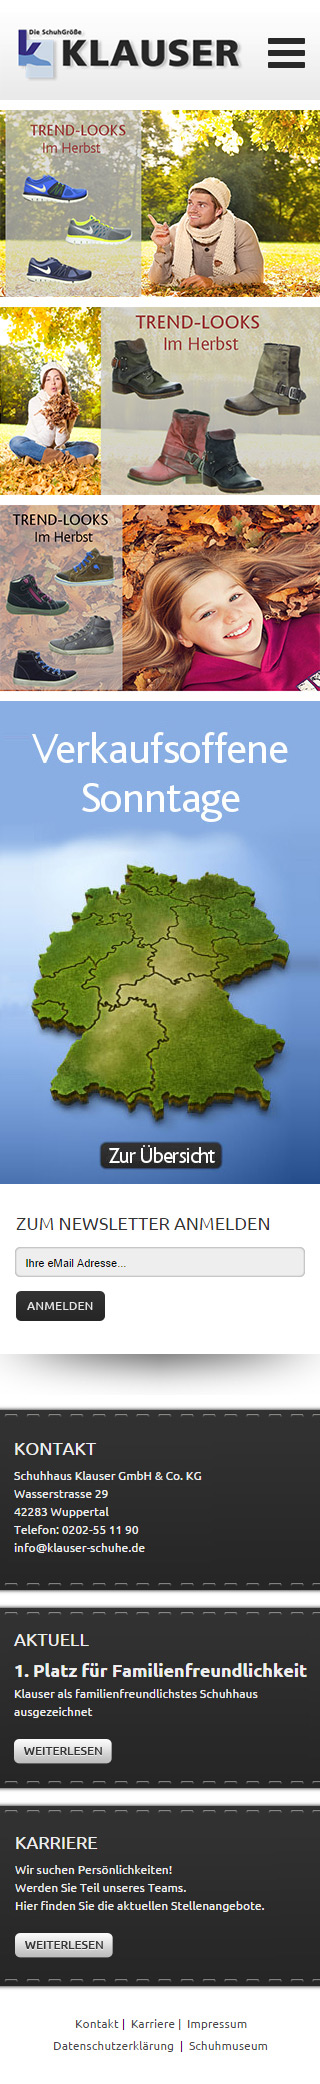 Die SchuhGröße
KLAUSER
TREND-LOOKS
Im Herbst
TREND-LOOKS
Im Herbst
TREND-LOOKS
Im Herbst
Verkaufsoffene
Sonntage
Zur Übersicht
ZUM NEWSLETTER ANMELDEN
Ihre eMail Adresse...
ANMELDEN
KONTAKT
Schuhhaus Klauser GmbH & Co. KG
Wasserstrasse 29
42283 Wuppertal
Telefon: 0202-55 11 90
info@klauser-schuhe.de
AKTUELL
1. Platz für Familienfreundlichkeit
Klauser als familienfreundlichstes Schuhhaus
ausgezeichnet
WEITERLESEN
KARRIERE
Wir suchen Persönlichkeiten!
Werden Sie Teil unseres Teams.
Hier finden Sie die aktuellen Stellenangebote.
WEITERLESEN
Kontakt | Karriere | Impressum
Datenschutzerklärung | Schuhmuseum